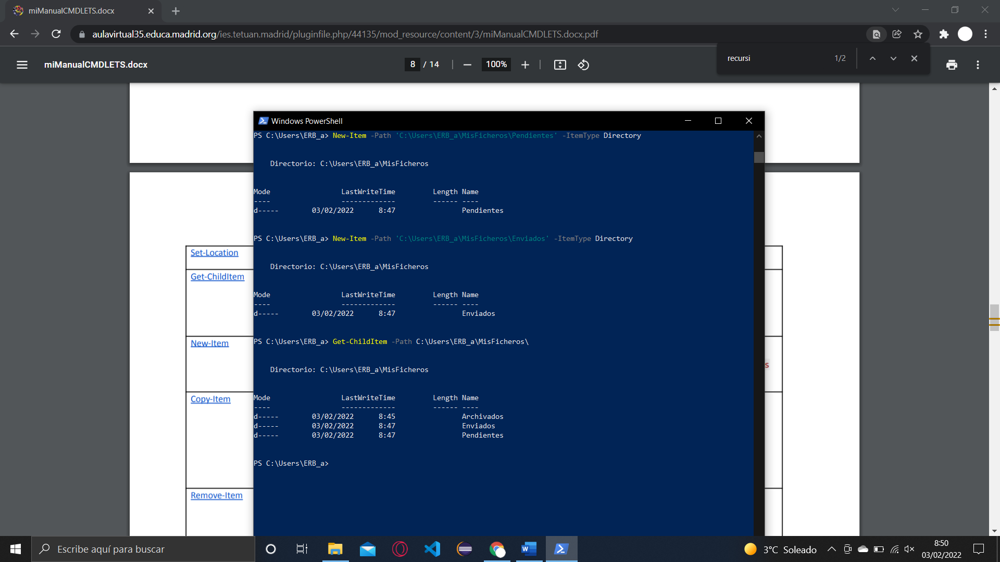 miManualCMDLETS.docx
aulavirtual35.educa.madrid.org/ies.tetuan.madrid/pluginfile.php/44135/mod_resource/content/3/miManualCMDLETS.docx.pdf
miManualCMDLETS.docx
8 / 14
100%
recursi
1/2
Windows PowerShell
PS C:\Users\ERB_a> New-Item -Path 'C:\Users\ERB_a\MisFicheros\Pendientes' -ItemType Directory
Directorio: C:\Users\ERB_a\MisFicheros
Mode LastWriteTime Length Name
---- ------------- ------ ----
d----- 03/02/2022 8:47 Pendientes
PS C:\Users\ERB_a> New-Item -Path 'C:\Users\ERB_a\MisFicheros\Enviados' -ItemType Directory
Directorio: C:\Users\ERB_a\MisFicheros
Mode LastWriteTime Length Name
---- ------------- ------ ----
d----- 03/02/2022 8:47 Enviados
PS C:\Users\ERB_a> Get-ChildItem -Path C:\Users\ERB_a\MisFicheros\
Directorio: C:\Users\ERB_a\MisFicheros
Mode LastWriteTime Length Name
---- ------------- ------ ----
d----- 03/02/2022 8:45 Archivados
d----- 03/02/2022 8:47 Enviados
d----- 03/02/2022 8:47 Pendientes
PS C:\Users\ERB_a>
Set-Location
Get-ChildItem
New-Item
s
Copy-Item
Remove-Item
Escribe aquí para buscar
3°C Soleado
8:50
03/02/2022